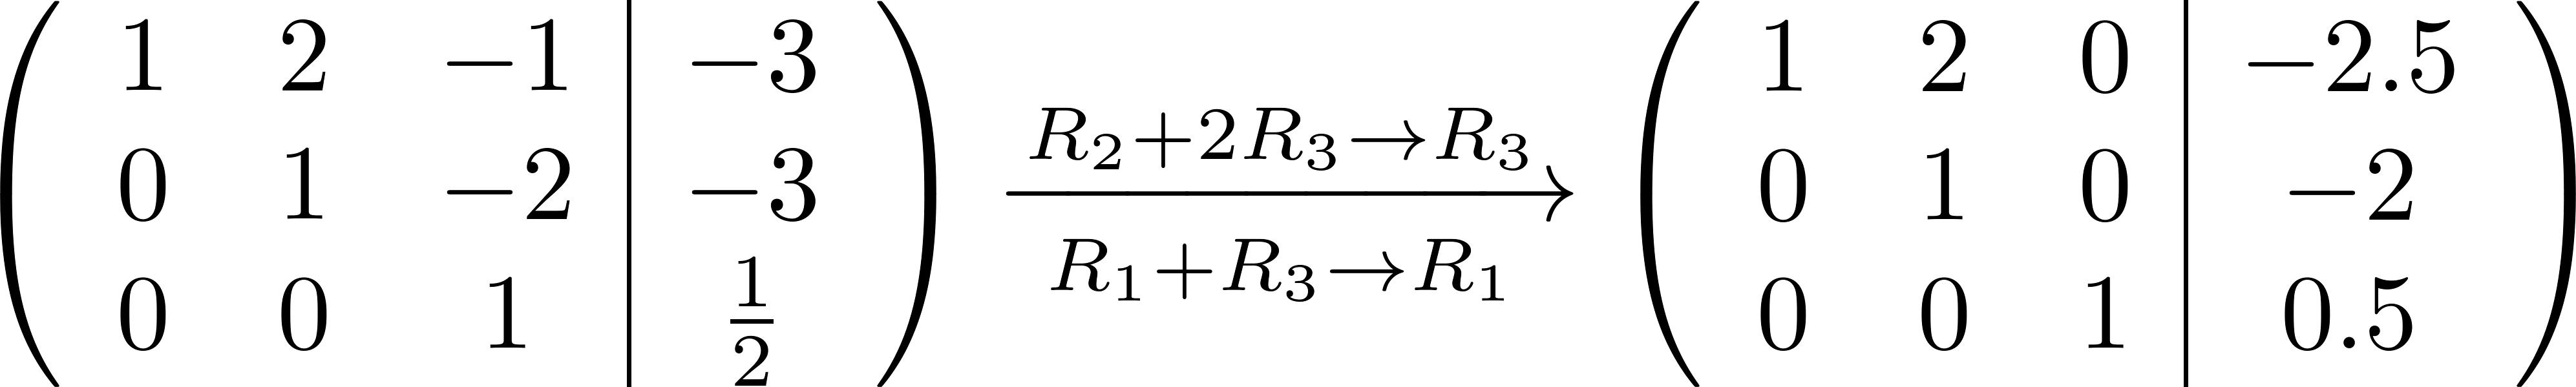 1 2 −1 | −3 R₂+2R₃→R₃ 1 2 0 | −2.5
0 1 −2 | −3 R₁+R₃→R₁ 0 1 0 | −2
0 0 1 | 1/2 0 0 1 | 0.5